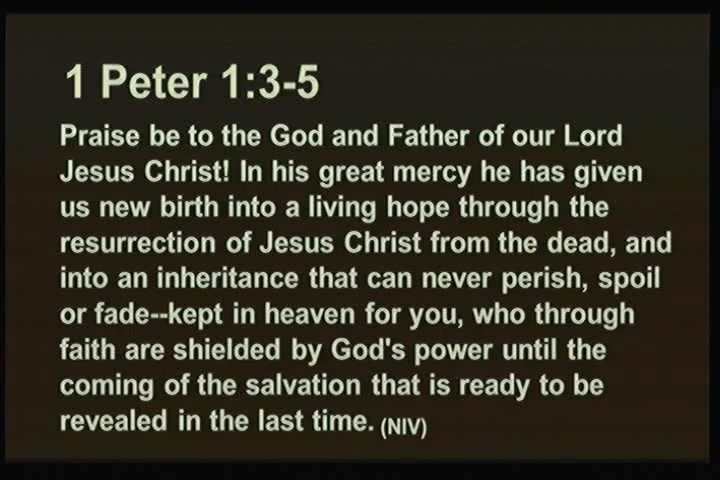 1 Peter 1:3-5
Praise be to the God and Father of our Lord
Jesus Christ! In his great mercy he has given
us new birth into a living hope through the
resurrection of Jesus Christ from the dead, and
into an inheritance that can never perish, spoil
or fade--kept in heaven for you, who through
faith are shielded by God's power until the
coming of the salvation that is ready to be
revealed in the last time. (NIV)